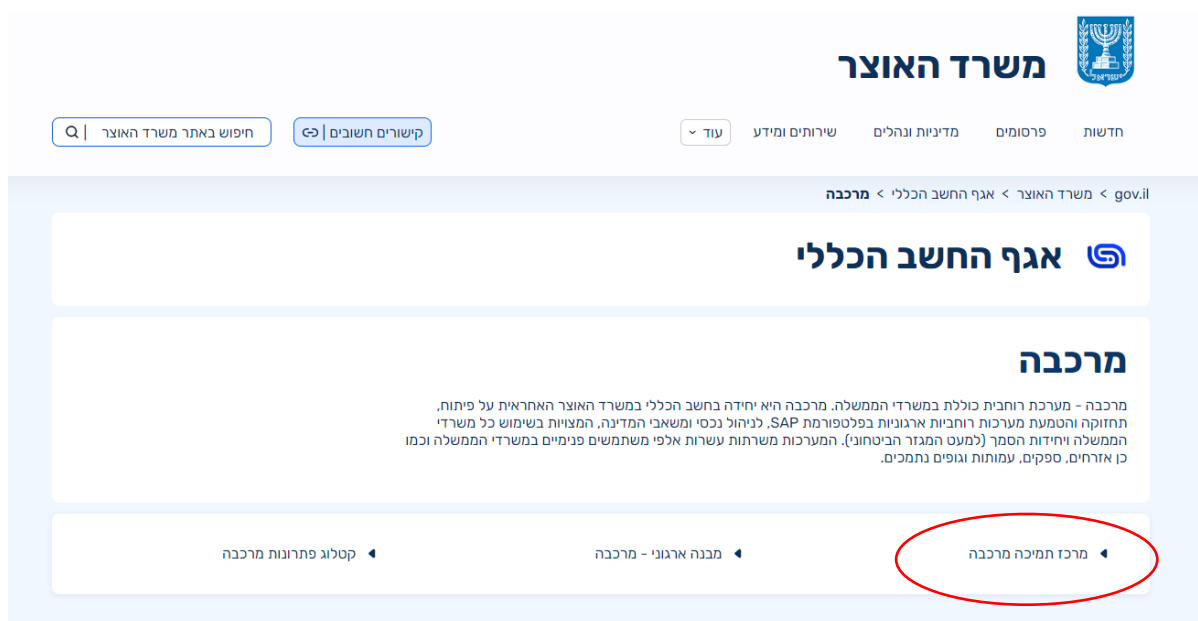 משרד האוצר
חדשות
פרסומים
מדיניות ונהלים
שירותים ומידע
עוד
קישורים חשובים |
חיפוש באתר משרד האוצר |
gov.il > משרד האוצר > אגף החשב הכללי > מרכבה
אגף החשב הכללי
מרכבה
מרכבה - מערכת רוחבית כוללת במשרדי הממשלה. מרכבה היא יחידה בחשב הכללי במשרד האוצר האחראית על פיתוח,
תחזוקה והטמעת מערכות רוחביות ארגוניות בפלטפורמת SAP, לניהול נכסי ומשאבי המדינה, המצויות בשימוש כל משרדי
הממשלה ויחידות הסמך (למעט המגזר הביטחוני). המערכות משרתות עשרות אלפי משתמשים פנימיים במשרדי הממשלה וכמו
כן אזרחים, ספקים, עמותות וגופים נתמכים.
מרכז תמיכה מרכבה
מבנה ארגוני - מרכבה
קטלוג פתרונות מרכבה